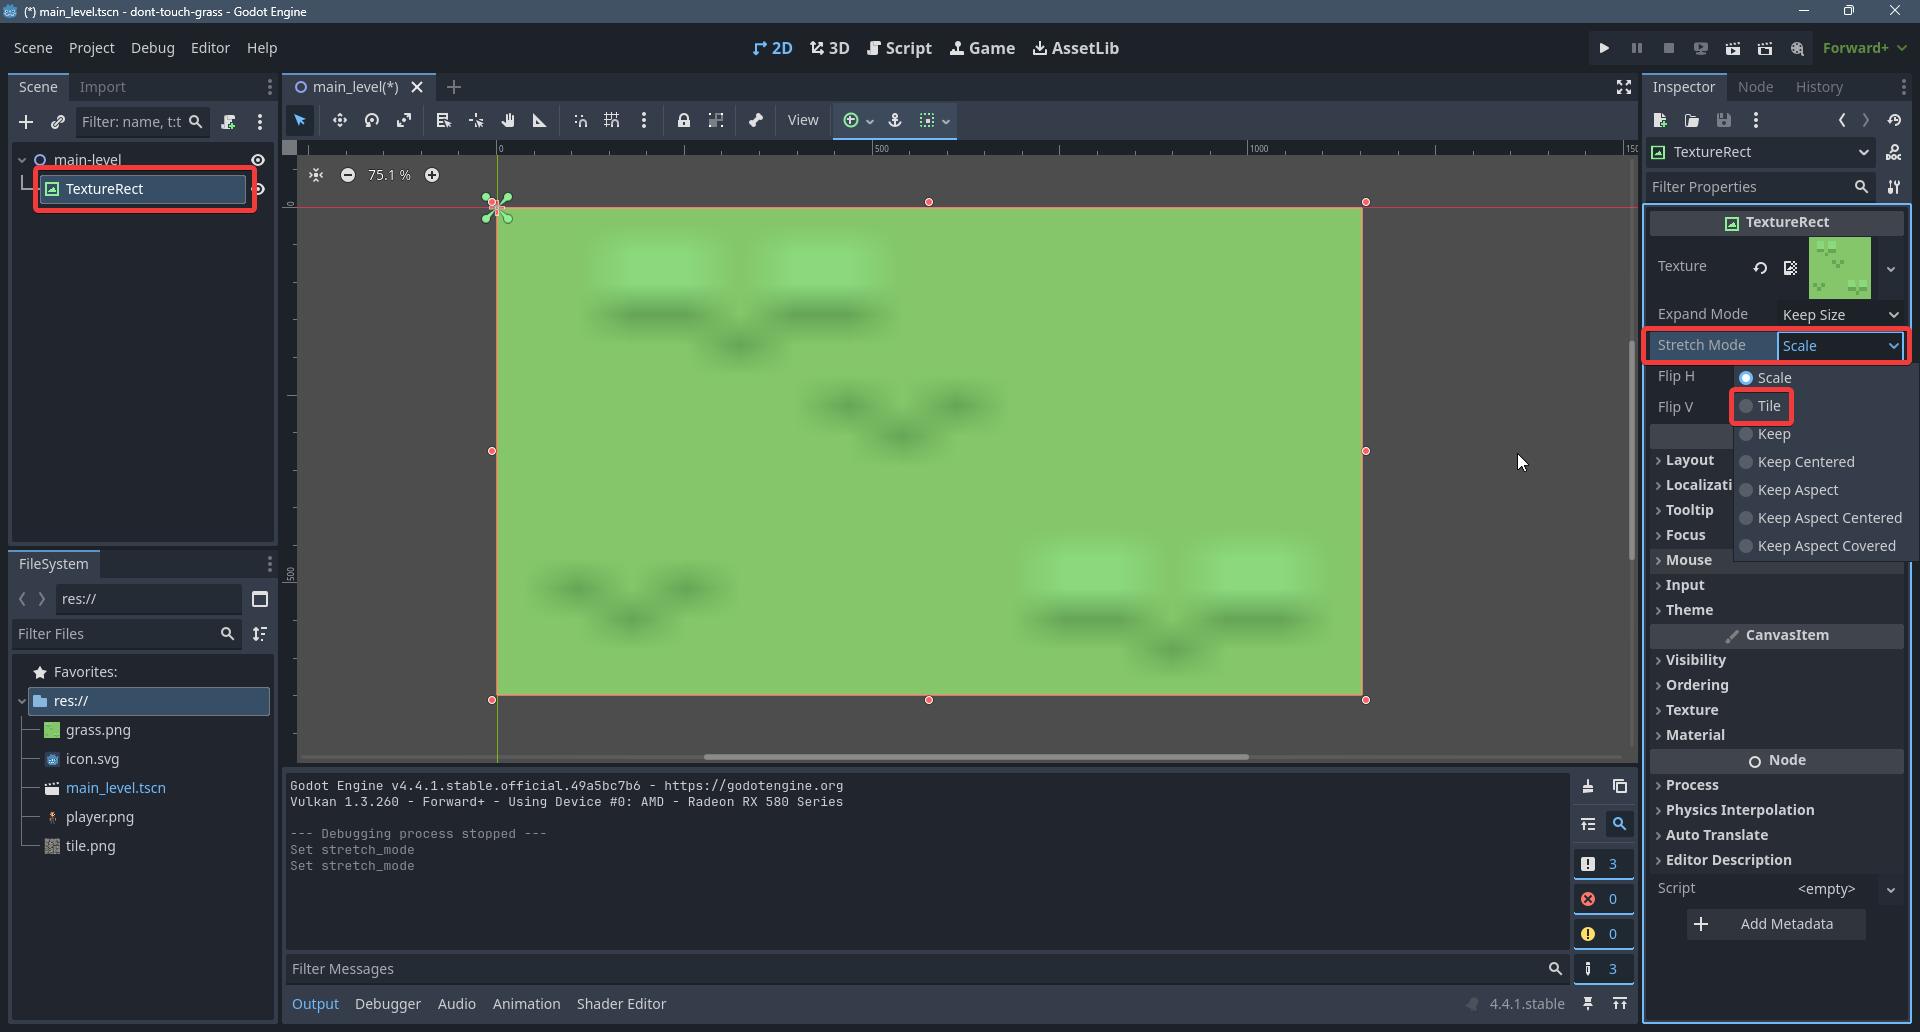 (*) main_level.tscn - dont-touch-grass - Godot Engine
Scene Project Debug Editor Help
2D 3D Script Game AssetLib
Forward+
Scene Import
Filter: name, t:t
main-level
TextureRect
FileSystem
res://
Filter Files
Favorites:
res://
grass.png
icon.svg
main_level.tscn
player.png
tile.png
main_level(*)
View
0 500 1000 150
75.1 %
0
500
Godot Engine v4.4.1.stable.official.49a5bc7b6 - https://godotengine.org
Vulkan 1.3.260 - Forward+ - Using Device #0: AMD - Radeon RX 580 Series
--- Debugging process stopped ---
Set stretch_mode
Set stretch_mode
3
0
0
3
Filter Messages
Output Debugger Audio Animation Shader Editor
4.4.1.stable
Inspector Node History
TextureRect
DOC
Filter Properties
TextureRect
Texture
Expand Mode Keep Size
Stretch Mode Scale
Flip H
Flip V
Scale
Tile
Keep
Keep Centered
Keep Aspect
Keep Aspect Centered
Keep Aspect Covered
Layout
Localizati
Tooltip
Focus
Mouse
Input
Theme
CanvasItem
Visibility
Ordering
Texture
Material
Node
Process
Physics Interpolation
Auto Translate
Editor Description
Script <empty>
Add Metadata